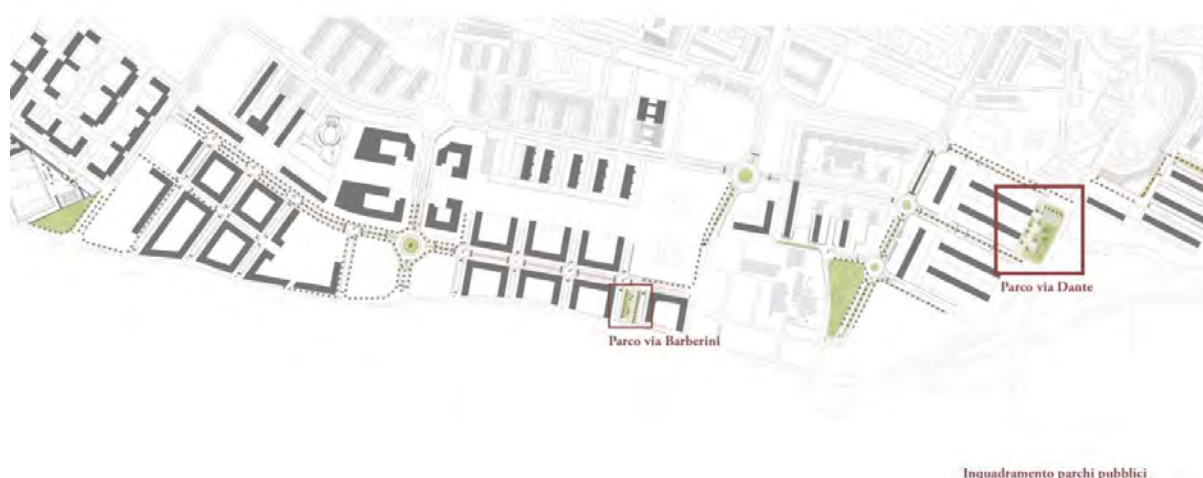 Parco via Dante
Parco via Barberini
Inquadramento parchi pubblici